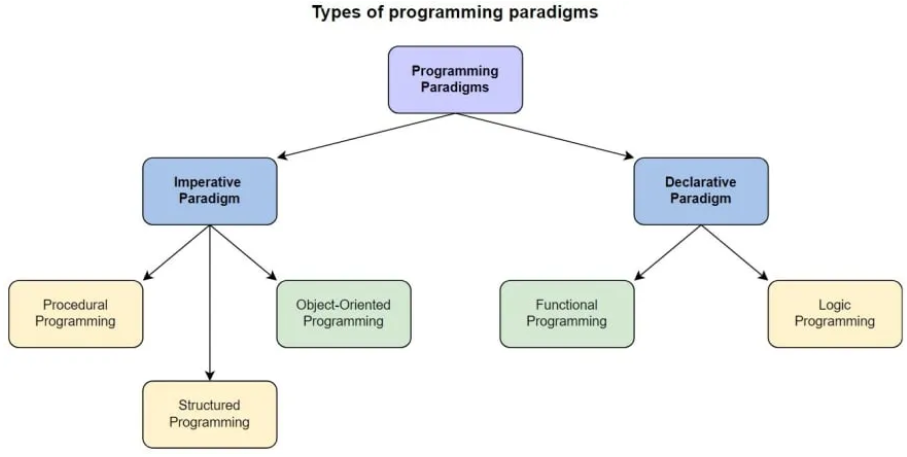 Types of programming paradigms
Programming
Paradigms
Imperative
Paradigm
Declarative
Paradigm
Procedural
Programming
Object-Oriented
Programming
Functional
Programming
Logic
Programming
Structured
Programming